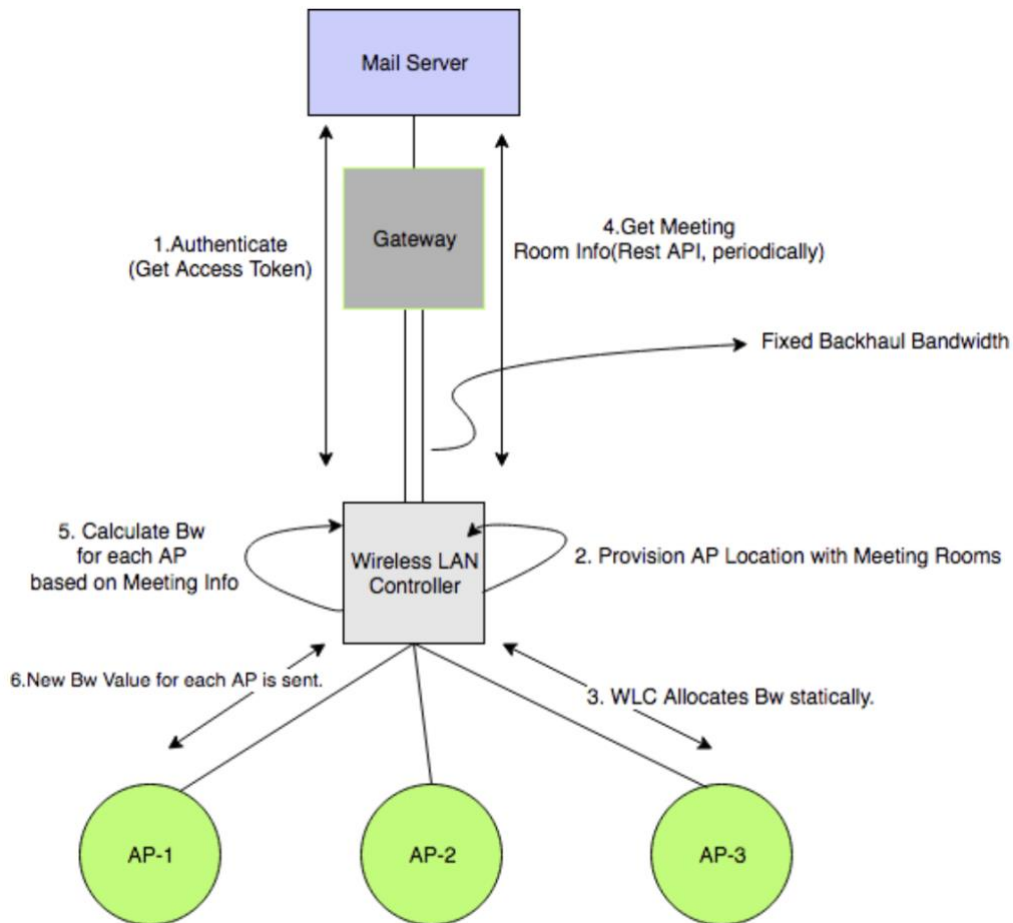 Mail Server
1.Authenticate
(Get Access Token)
Gateway
4.Get Meeting
Room Info(Rest API, periodically)
Fixed Backhaul Bandwidth
5. Calculate Bw
for each AP
based on Meeting Info
Wireless LAN
Controller
2. Provision AP Location with Meeting Rooms
6.New Bw Value for each AP is sent.
3. WLC Allocates Bw statically.
AP-1
AP-2
AP-3